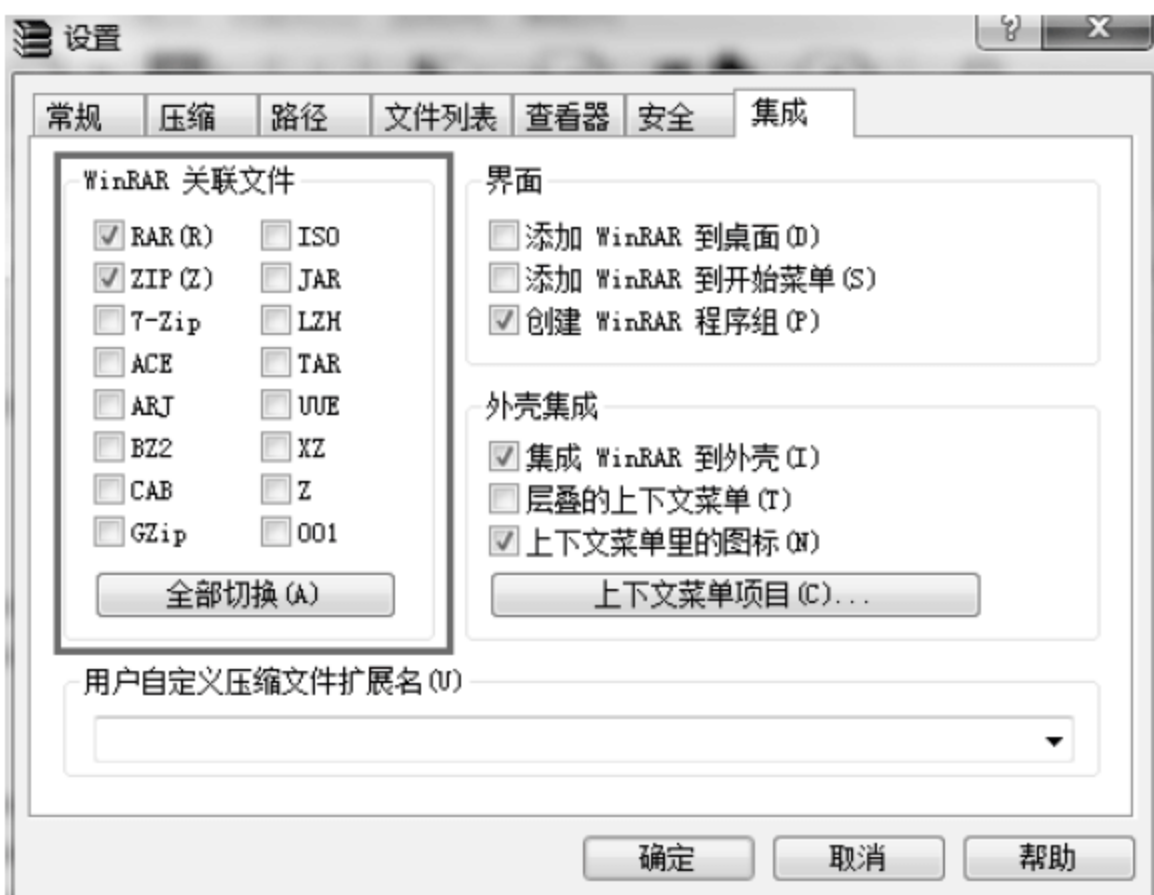 设置
?
X
常规 压缩 路径 文件列表 查看器 安全 集成
WinRAR 关联文件
RAR(R) ISO
ZIP(Z) JAR
7-Zip LZH
ACE TAR
ARJ UUE
BZ2 XZ
CAB Z
GZip 001
全部切换(A)
界面
添加 WinRAR 到桌面(D)
添加 WinRAR 到开始菜单(S)
创建 WinRAR 程序组(P)
外壳集成
集成 WinRAR 到外壳(I)
层叠的上下文菜单(T)
上下文菜单里的图标(N)
上下文菜单项目(C)...
用户自定义压缩文件扩展名(U)
确定 取消 帮助